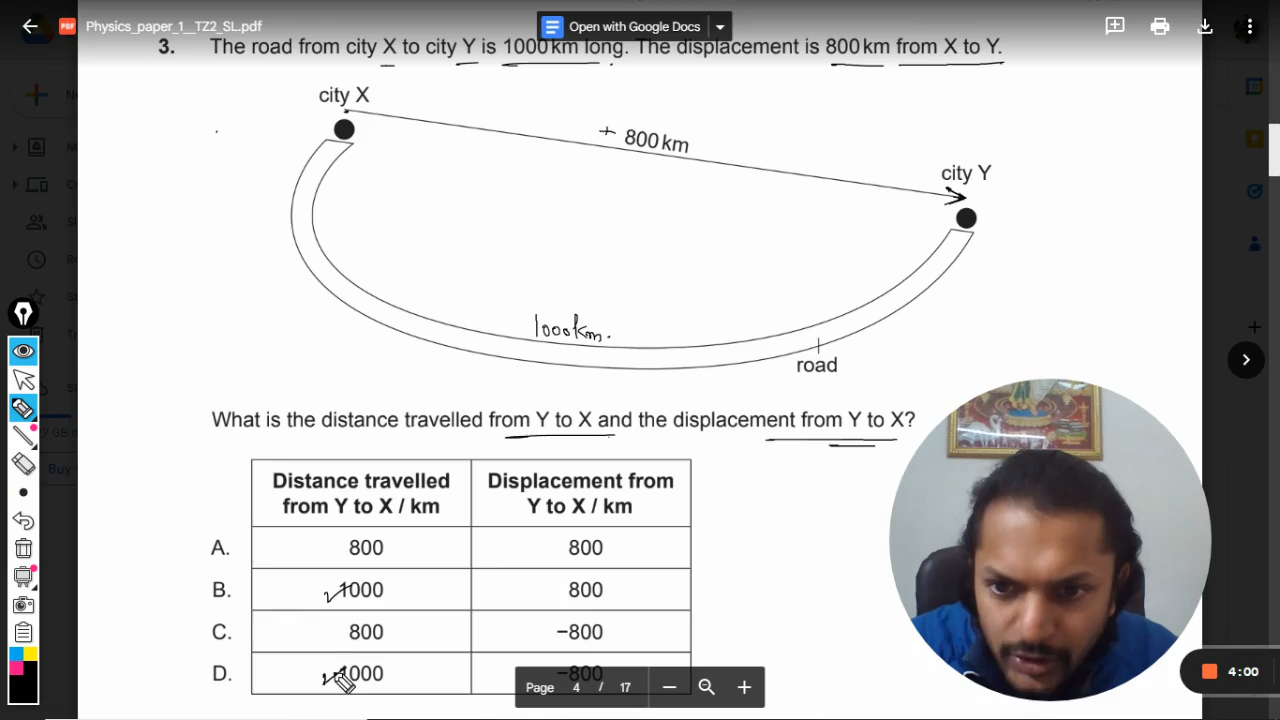 Physics_paper_1__TZ2_SL.pdf
Open with Google Docs
3. The road from city X to city Y is 1000 km long. The displacement is 800 km from X to Y.
city X
+ 800 km
city Y
1000km.
road
What is the distance travelled from Y to X and the displacement from Y to X?
Distance travelled from Y to X / km
Displacement from Y to X / km
A. 800 800
B. 1000 800
C. 800 −800
D. 1000 −800
Page 4 / 17
4:00